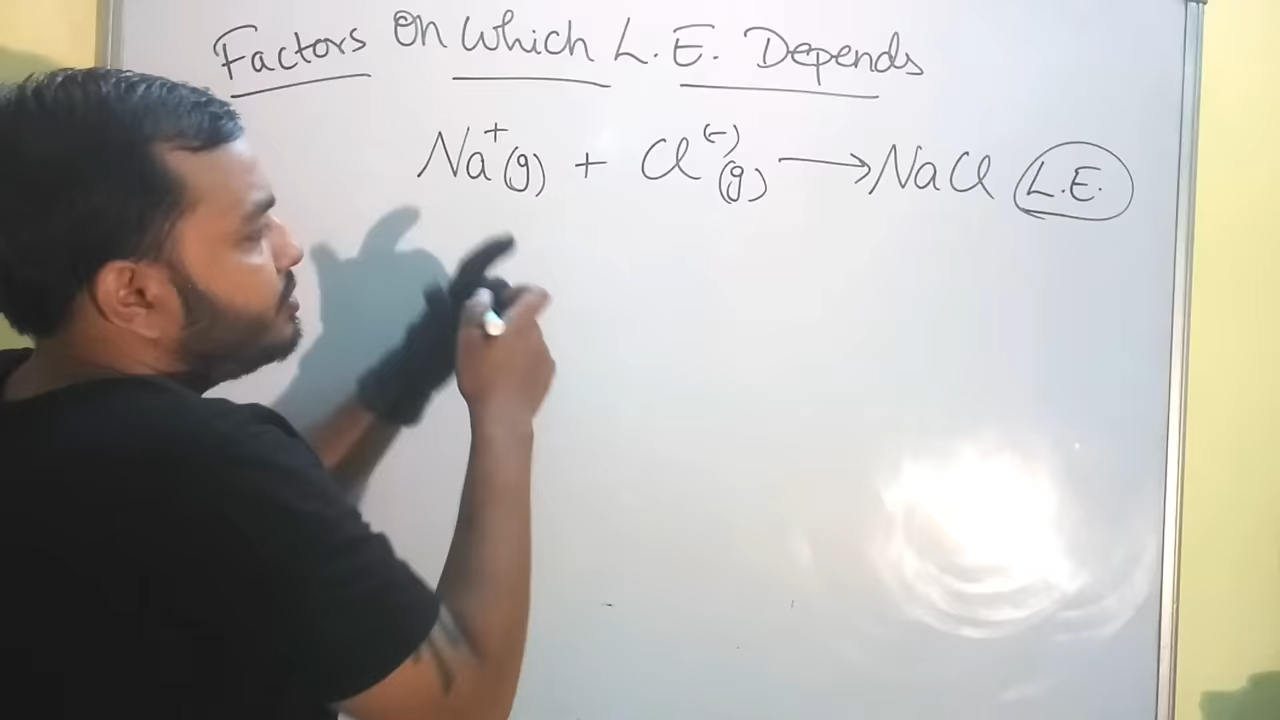 Factors On Which L.E. Depends
Na⁺(g) + Cl⁽⁻⁾(g) ⟶ NaCl L.E.